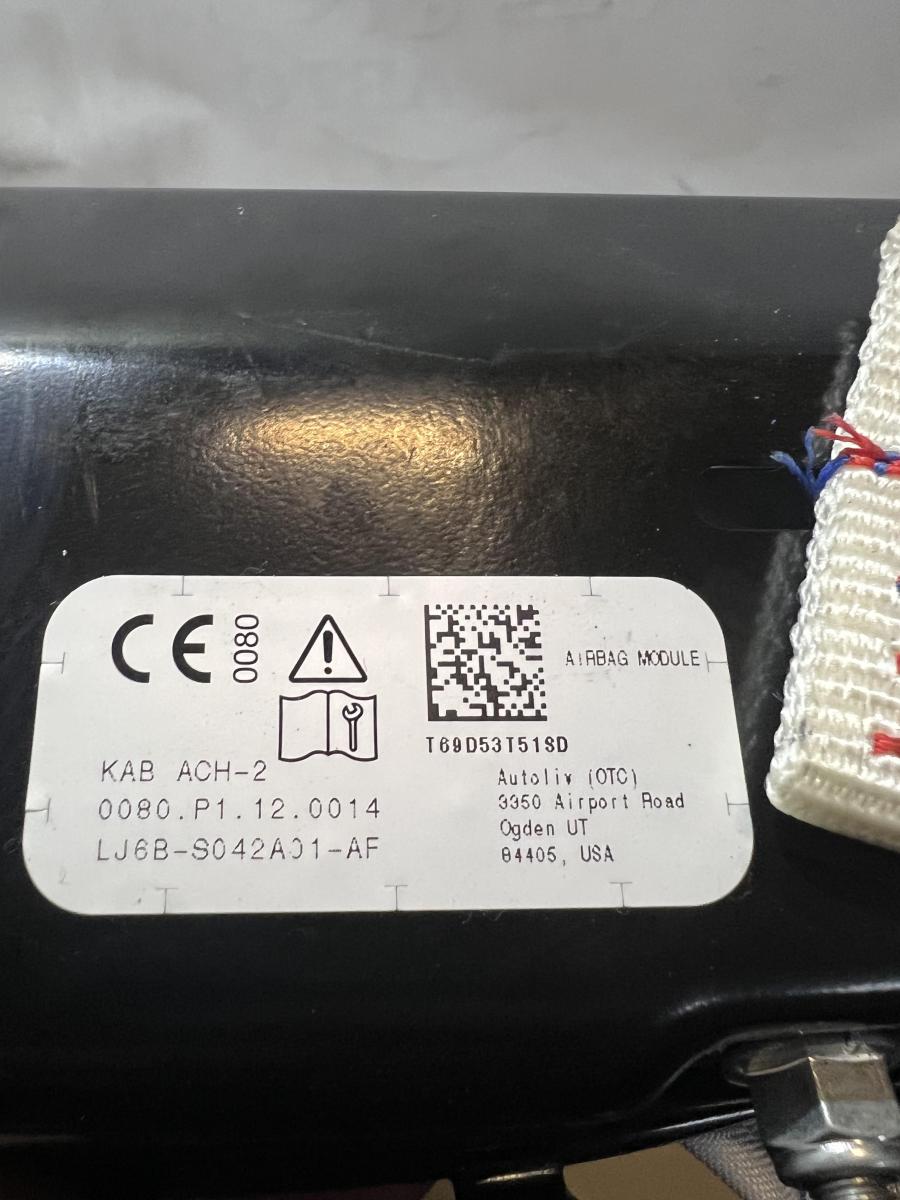 CE 0080
AIRBAG MODULE
T69D53T51SD
KAB ACH-2
0080.P1.12.0014
LJ6B-S042A01-AF
Autoliv (OTC)
3350 Airport Road
Ogden UT
84405, USA